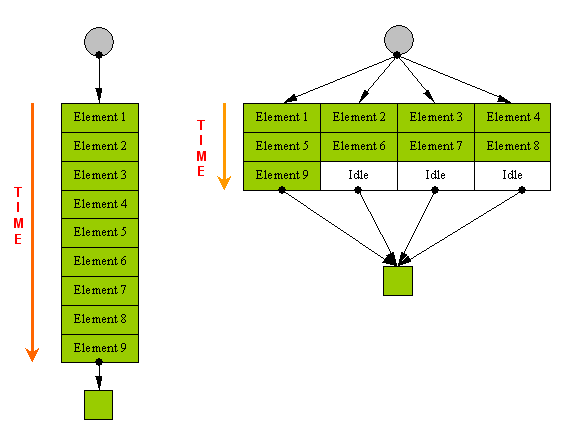 TIME
Element 1
Element 2
Element 3
Element 4
Element 5
Element 6
Element 7
Element 8
Element 9
TIME
Element 1 Element 2 Element 3 Element 4
Element 5 Element 6 Element 7 Element 8
Element 9 Idle Idle Idle